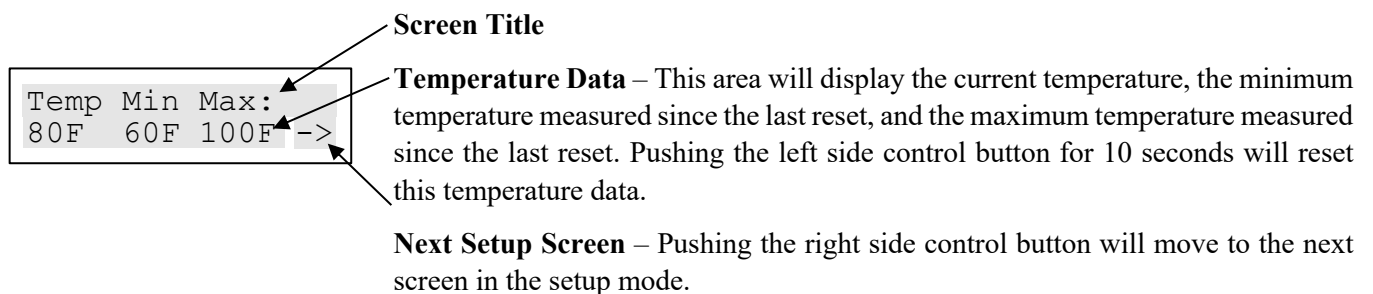 Screen Title
Temp Min Max:
80F 60F 100F ->
Temperature Data – This area will display the current temperature, the minimum
temperature measured since the last reset, and the maximum temperature measured
since the last reset. Pushing the left side control button for 10 seconds will reset
this temperature data.
Next Setup Screen – Pushing the right side control button will move to the next
screen in the setup mode.